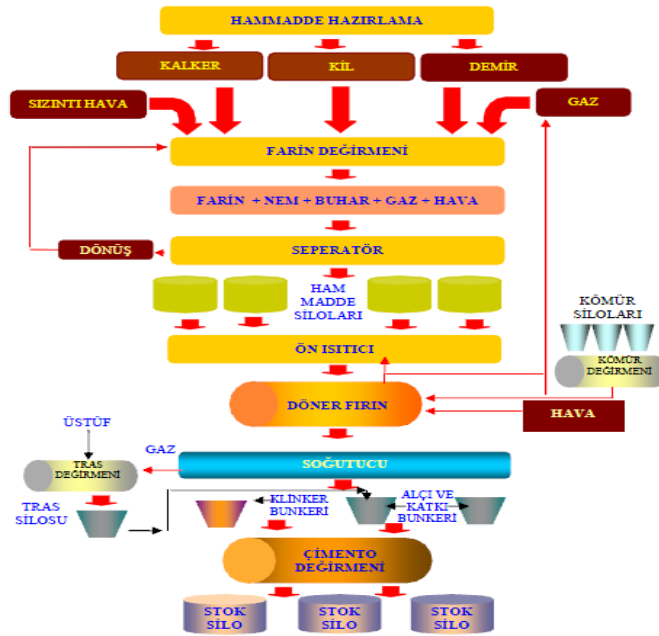 HAMMADDE HAZIRLAMA
KALKER
KİL
DEMİR
SIZINTI HAVA
GAZ
FARİN DEĞİRMENİ
FARİN + NEM + BUHAR + GAZ + HAVA
DÖNÜŞ
SEPERATÖR
HAM
MADDE
SİLOLARI
KÖMÜR
SİLOLARI
ÖN ISITICI
KÖMÜR
DEĞİRMENİ
DÖNER FIRIN
HAVA
ÜSTÜF
GAZ
TRAS
DEĞİRMENİ
SOĞUTUCU
TRAS
SİLOSU
KLİNKER
BUNKERİ
ALÇI VE
KATKI
BUNKERİ
ÇİMENTO
DEĞİRMENİ
STOK
SİLO
STOK
SİLO
STOK
SİLO